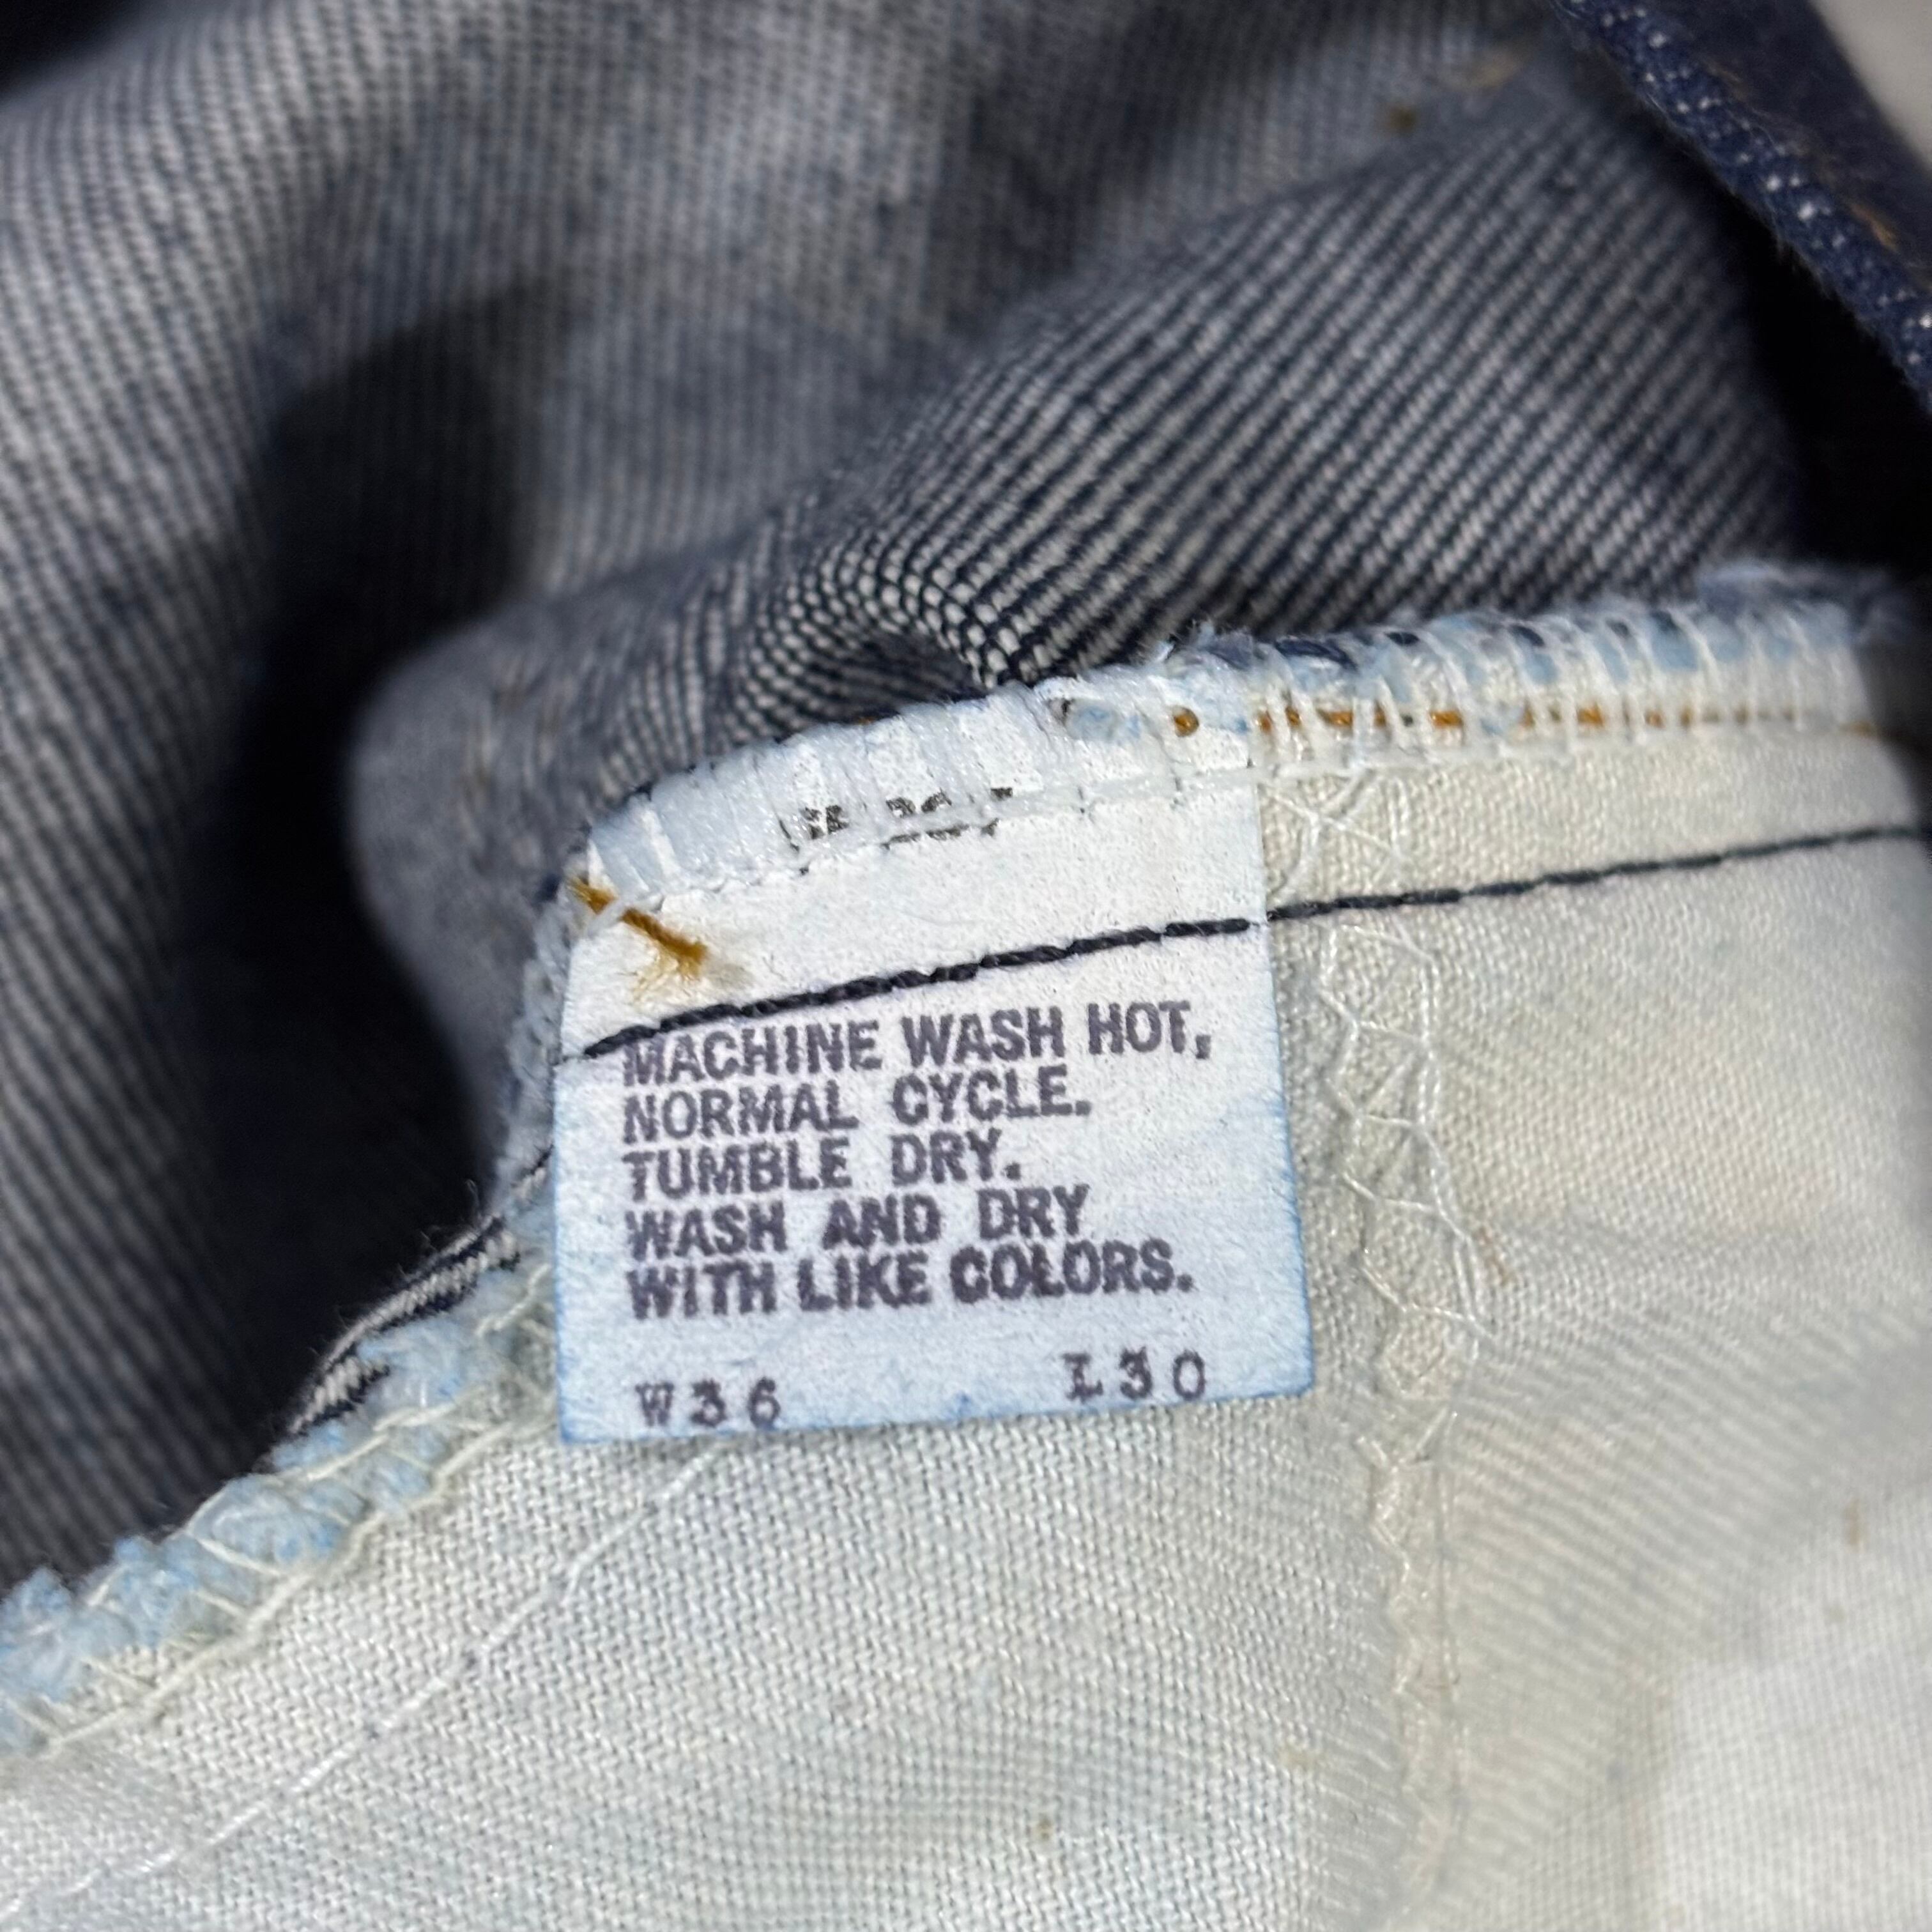 MACHINE WASH HOT,
NORMAL CYCLE.
TUMBLE DRY.
WASH AND DRY
WITH LIKE COLORS.
W36 L30